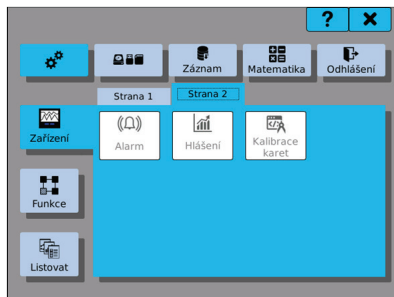 ?
Záznam
Matematika
Odhlášení
Strana 1
Strana 2
Zařízení
Alarm
Hlášení
Kalibrace
karet
Funkce
Listovat